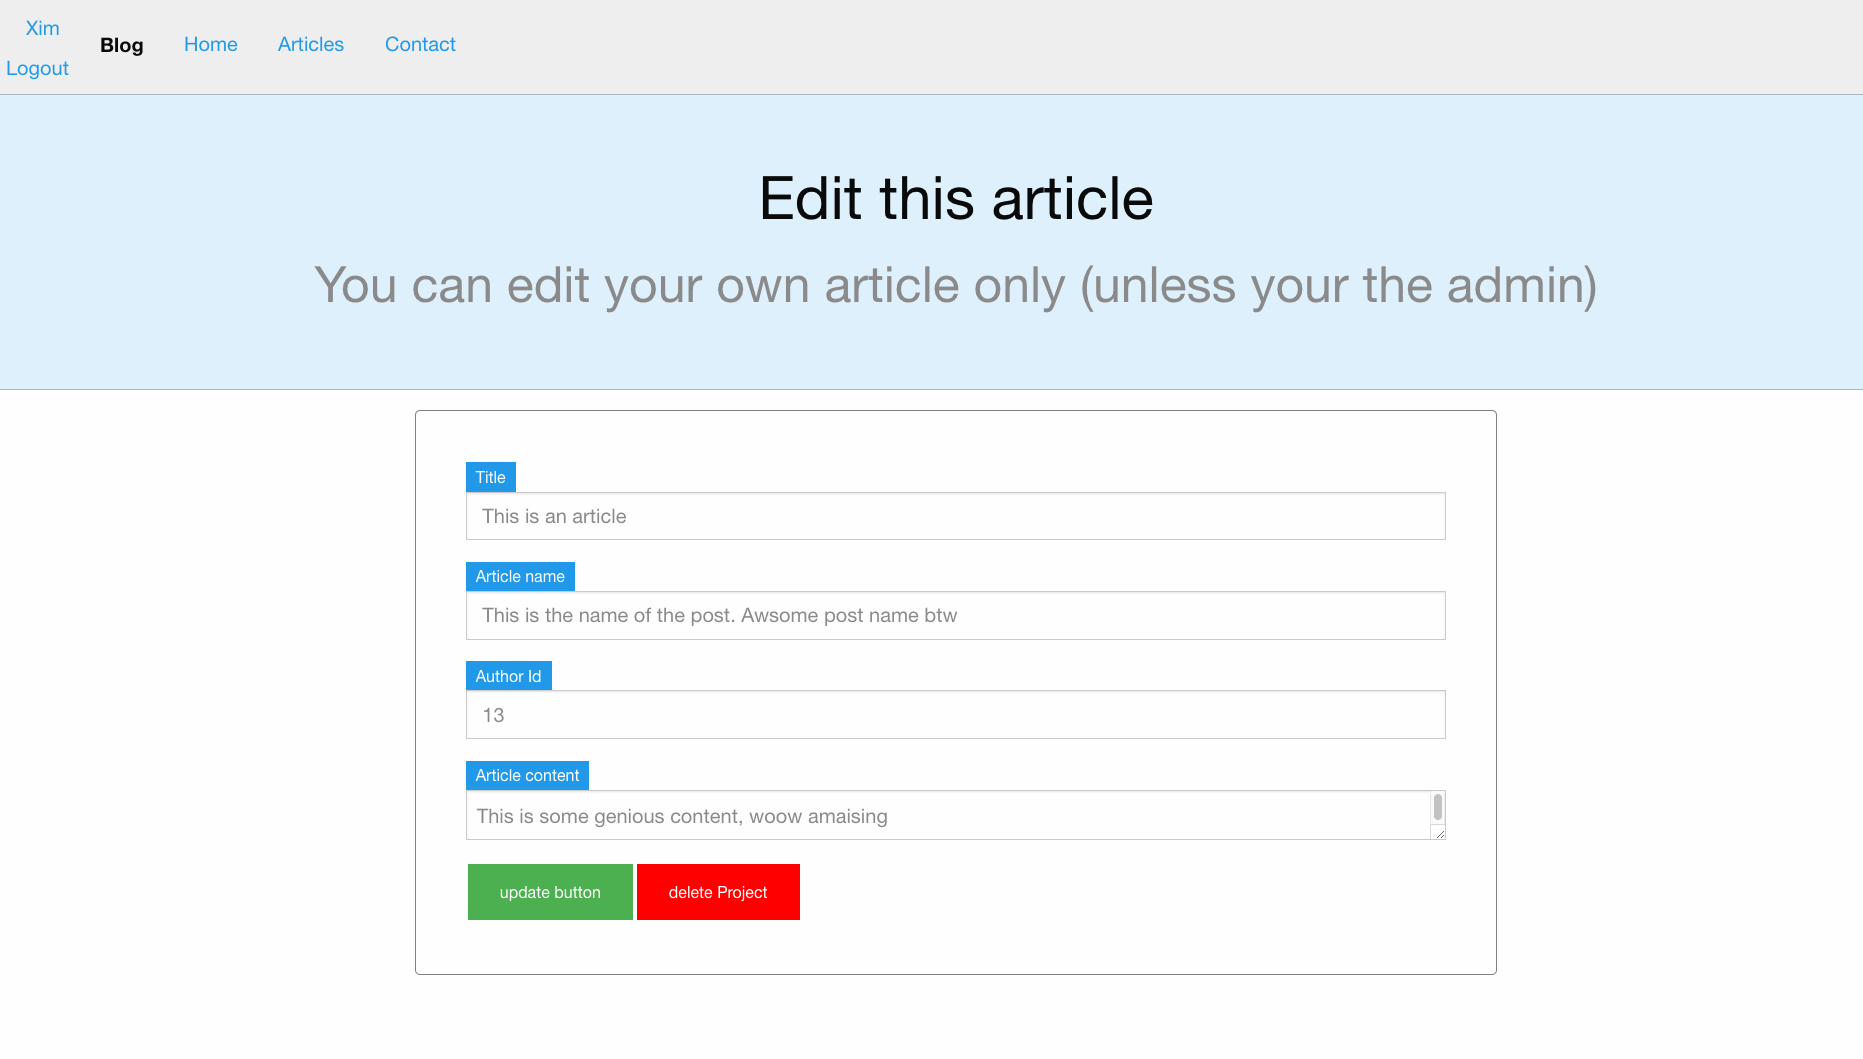 Xim
Logout
Blog
Home
Articles
Contact
Edit this article
You can edit your own article only (unless your the admin)
Title
This is an article
Article name
This is the name of the post. Awsome post name btw
Author Id
13
Article content
This is some genious content, woow amaising
update button
delete Project